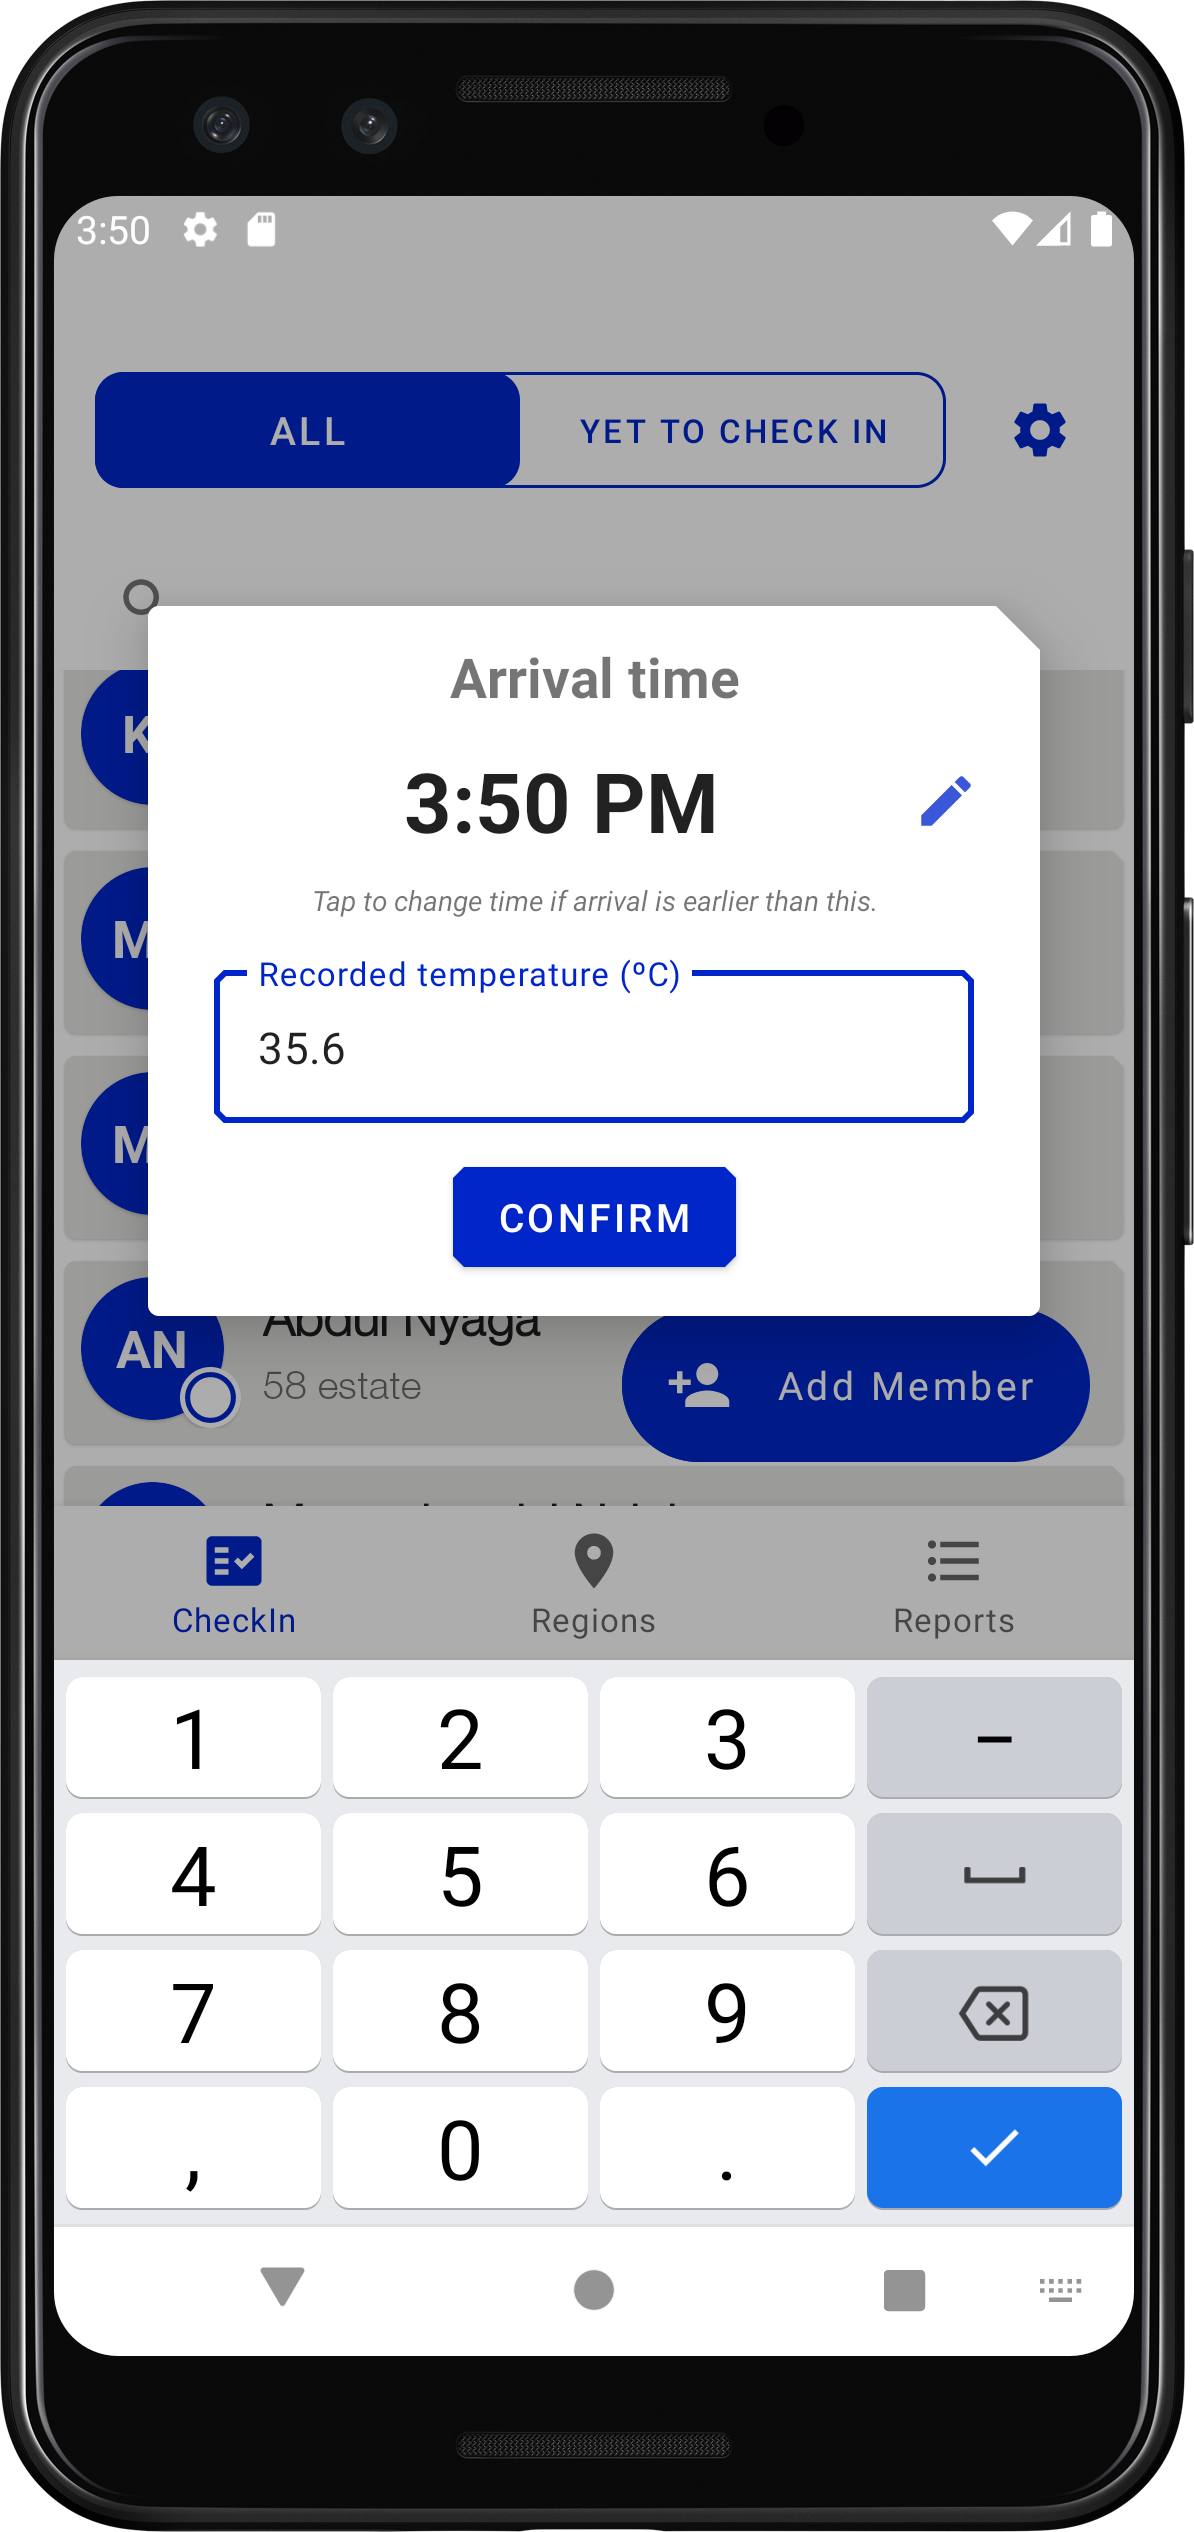 3:50
ALL
YET TO CHECK IN
Arrival time
3:50 PM
Tap to change time if arrival is earlier than this.
Recorded temperature (ºC)
35.6
CONFIRM
K
M
M
AN
Abdul Nyaga
58 estate
Add Member
CheckIn
Regions
Reports
1 2 3 –
4 5 6
7 8 9
, 0 .